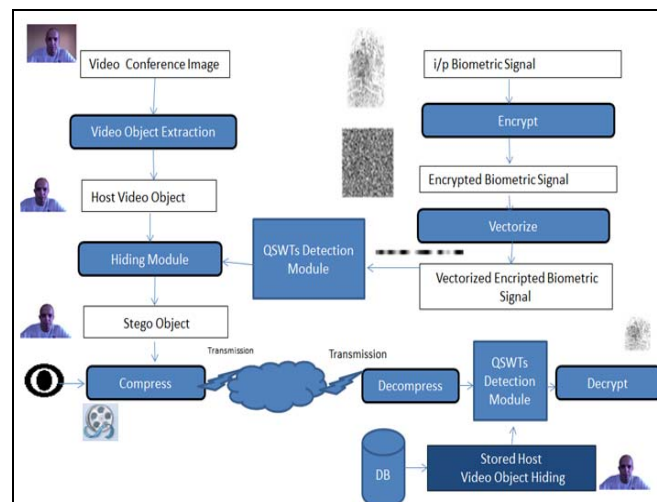 Video Conference Image
Video Object Extraction
Host Video Object
Hiding Module
Stego Object
Compress
i/p Biometric Signal
Encrypt
Encrypted Biometric Signal
Vectorize
Vectorized Encripted Biometric
Signal
QSWTs Detection
Module
Transmission
Transmission
Decompress
QSWTs
Detection
Module
Decrypt
DB
Stored Host
Video Object Hiding